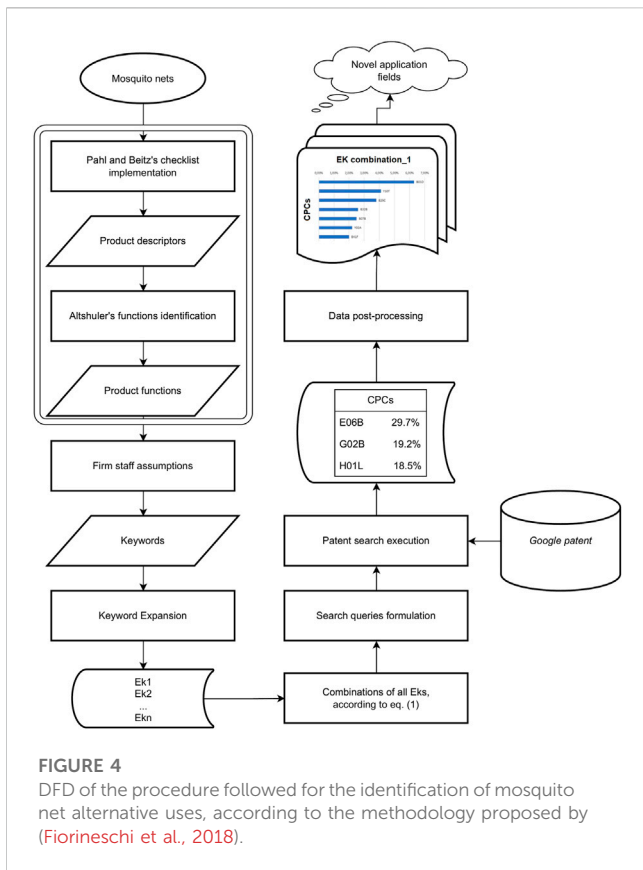 Mosquito nets
Pahl and Beitz's checklist
implementation
Product descriptors
Altshuler's functions identification
Product functions
Firm staff assumptions
Keywords
Keyword Expansion
Ek1
Ek2
...
Ekn
Combinations of all Eks,
according to eq. (1)
Search queries formulation
Patent search execution
Google patent
CPCs
E06B 29.7%
G02B 19.2%
H01L 18.5%
Data post-processing
EK combination_1
CPCs
Novel application
fields
FIGURE 4
DFD of the procedure followed for the identification of mosquito
net alternative uses, according to the methodology proposed by
(Fiorineschi et al., 2018).